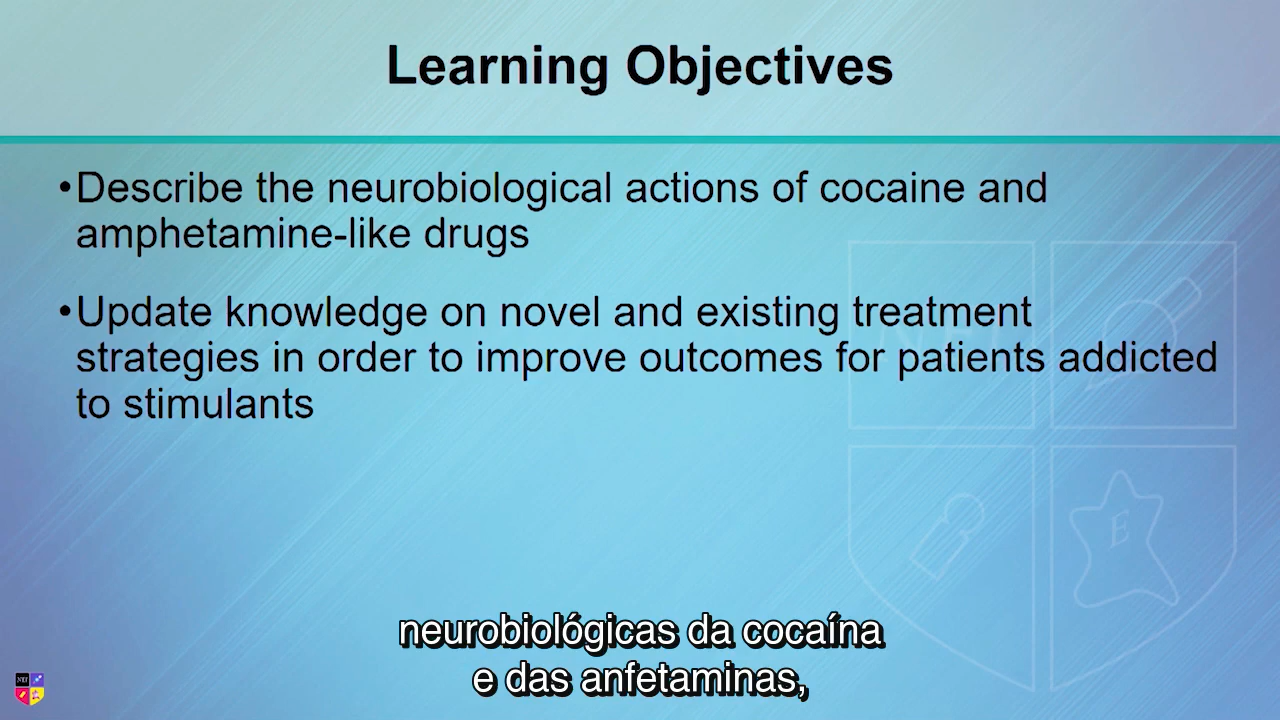 Learning Objectives
•Describe the neurobiological actions of cocaine and
amphetamine-like drugs
•Update knowledge on novel and existing treatment
strategies in order to improve outcomes for patients addicted
to stimulants
neurobiológicas da cocaína
e das anfetaminas,
NEI
E